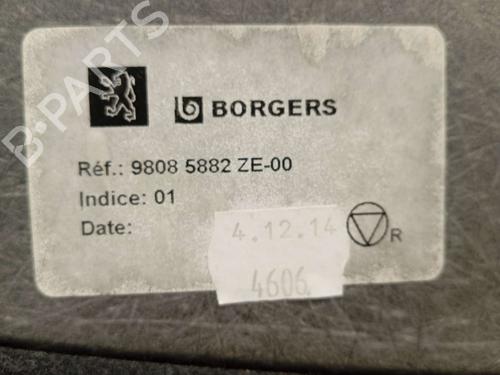 B-PARTS
BORGERS
Réf.: 9808 5882 ZE-00
Indice: 01
Date: 4.12.14
R
4606